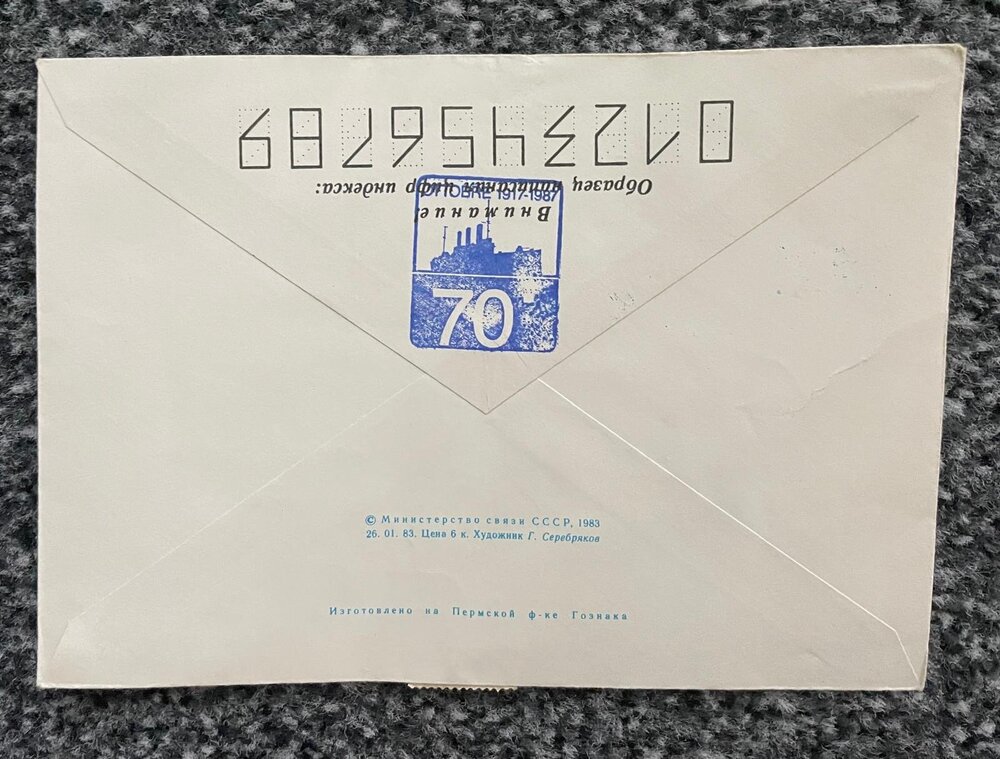 Внимание!
Образец написания цифр индекса:
0123456789
1917-1987
70
© Министерство связи СССР, 1983
26. 01. 83. Цена 6 к. Художник Г. Серебряков
Изготовлено на Пермской ф-ке Гознака